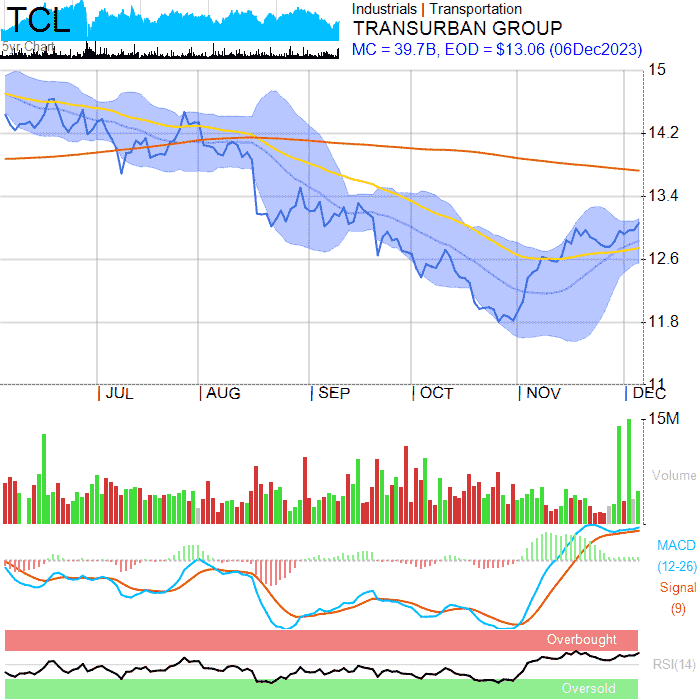 TCL
5yr Chart
Industrials | Transportation
TRANSURBAN GROUP
MC = 39.7B, EOD = $13.06 (06Dec2023)
15
14.2
13.4
12.6
11.8
11
JUL
AUG
SEP
OCT
NOV
DEC
15M
Volume
MACD
(12-26)
Signal
(9)
Overbought
RSI(14)
Oversold